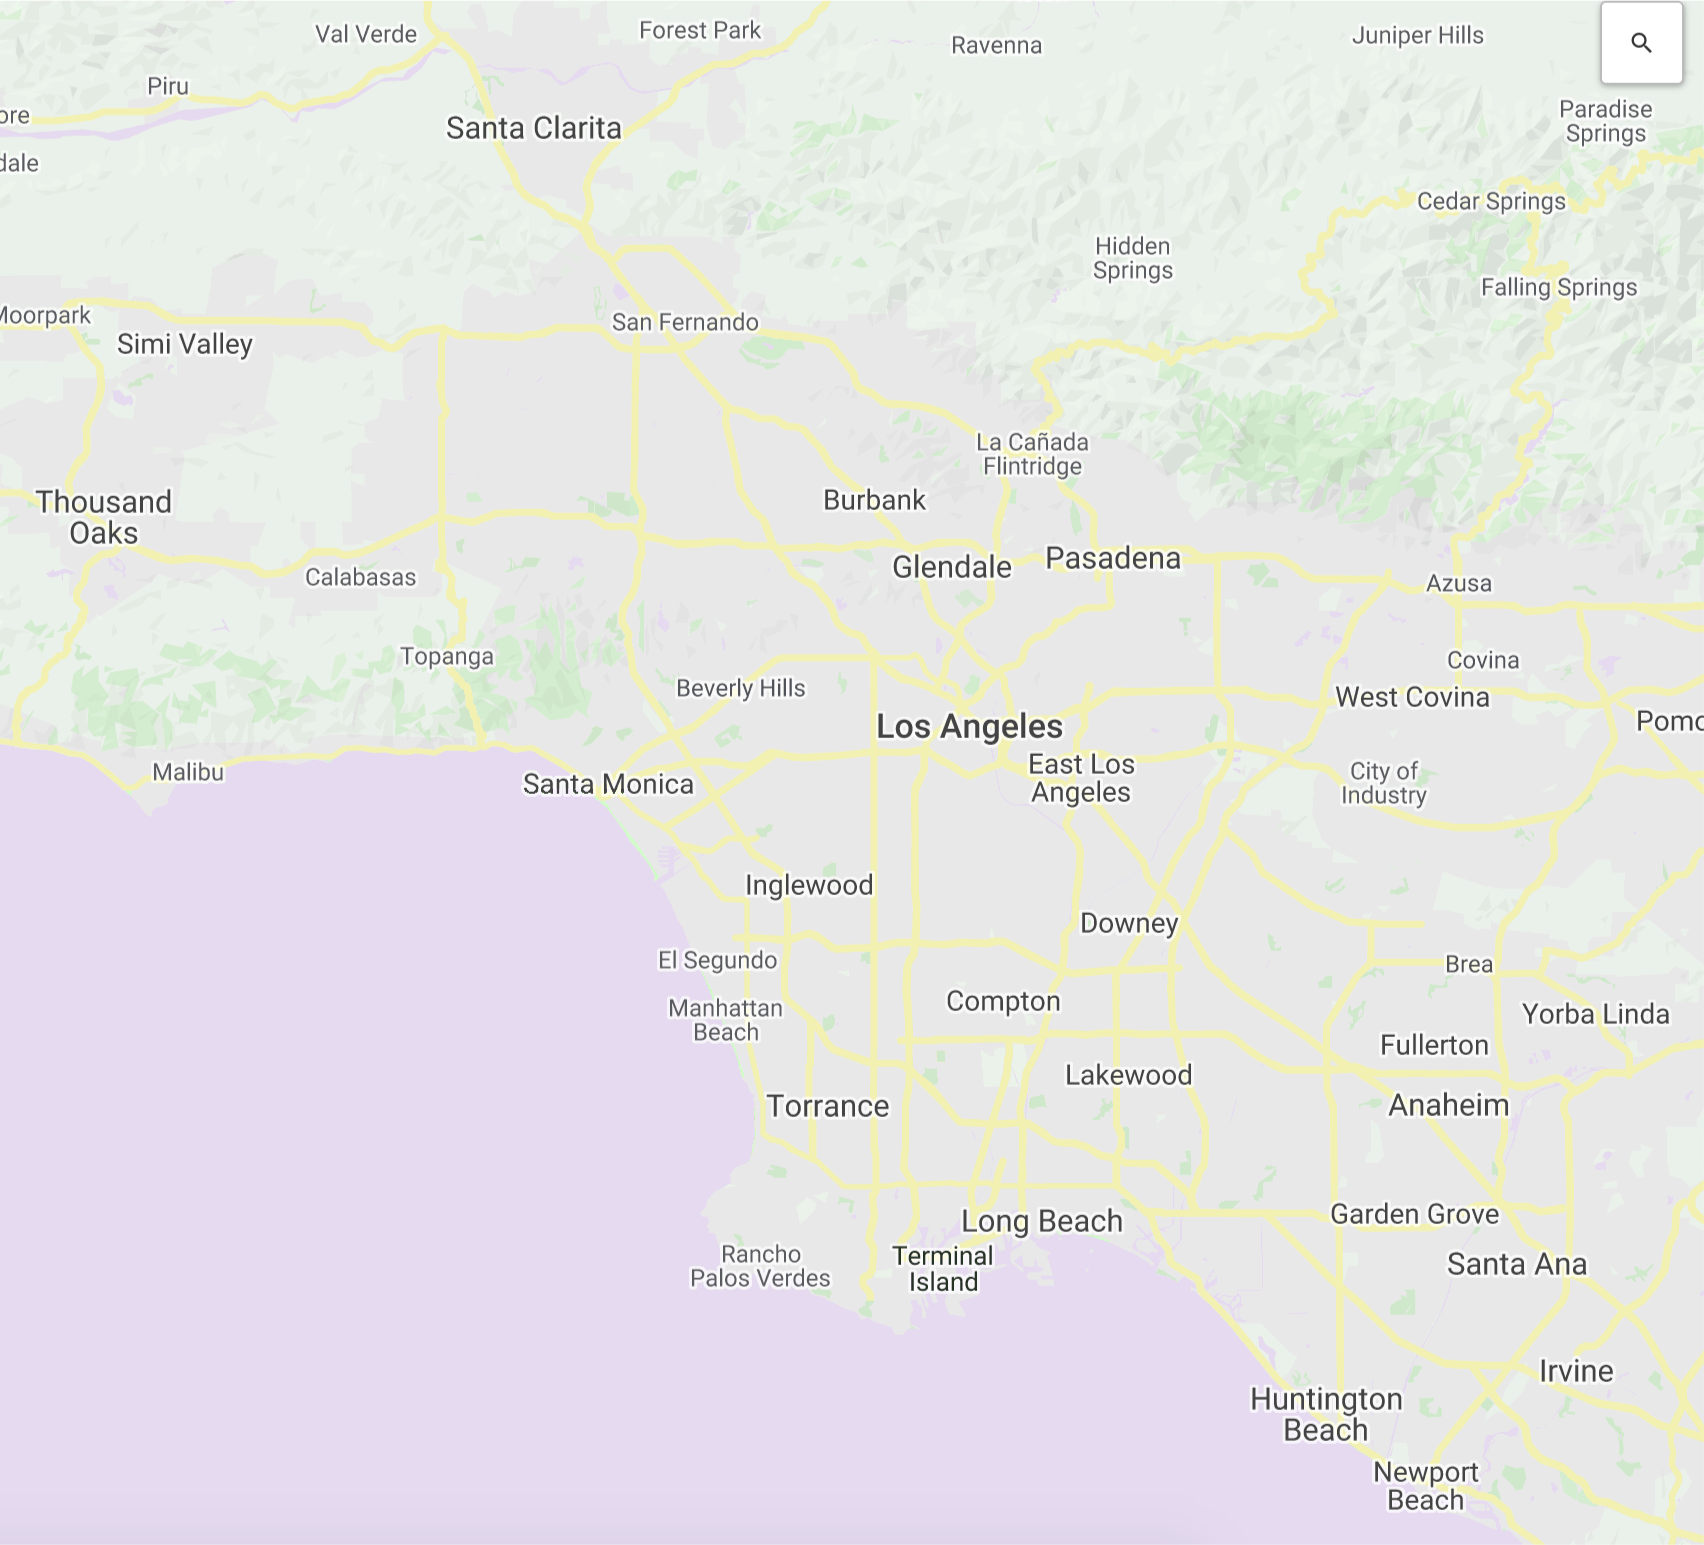 Val Verde
Forest Park
Ravenna
Juniper Hills
Piru
ore
Santa Clarita
Paradise
Springs
dale
Cedar Springs
Hidden
Springs
Falling Springs
Moorpark
San Fernando
Simi Valley
La Cañada
Flintridge
Thousand
Oaks
Burbank
Glendale
Pasadena
Calabasas
Azusa
Topanga
Covina
Beverly Hills
West Covina
Los Angeles
Pomo
Malibu
Santa Monica
East Los
Angeles
City of
Industry
Inglewood
Downey
El Segundo
Brea
Manhattan
Beach
Compton
Yorba Linda
Fullerton
Lakewood
Torrance
Anaheim
Long Beach
Garden Grove
Rancho
Palos Verdes
Terminal
Island
Santa Ana
Irvine
Huntington
Beach
Newport
Beach